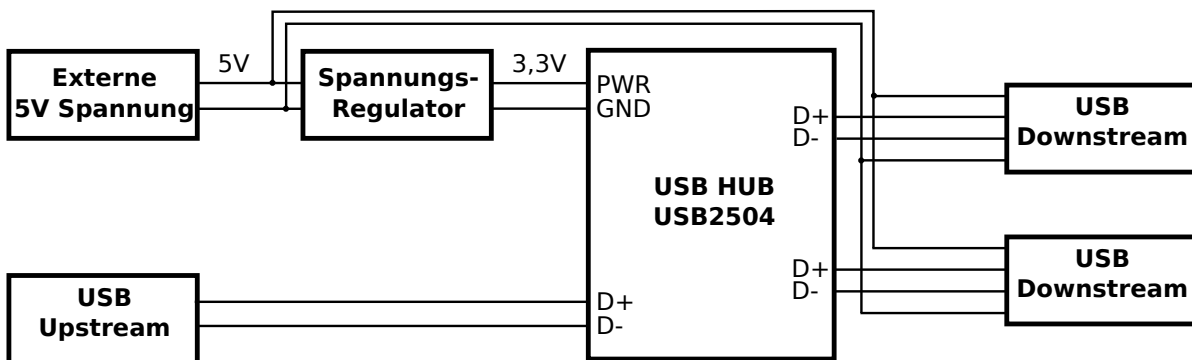 5V
3,3V
Externe
5V Spannung
Spannungs-
Regulator
PWR
GND
D+
D-
USB
Downstream
USB HUB
USB2504
D+
D-
USB
Downstream
USB
Upstream
D+
D-